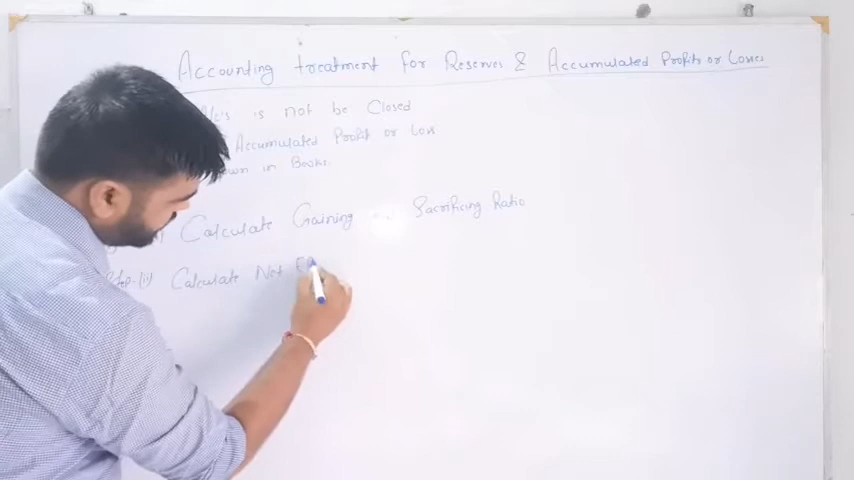 Accounting treatment for Reserves & Accumulated Profits or Losses
A/c's is not be Closed
Accumulated Profit or Loss
in Books.
Calculate Gaining Sacrificing Ratio
Step-(ii) Calculate Net